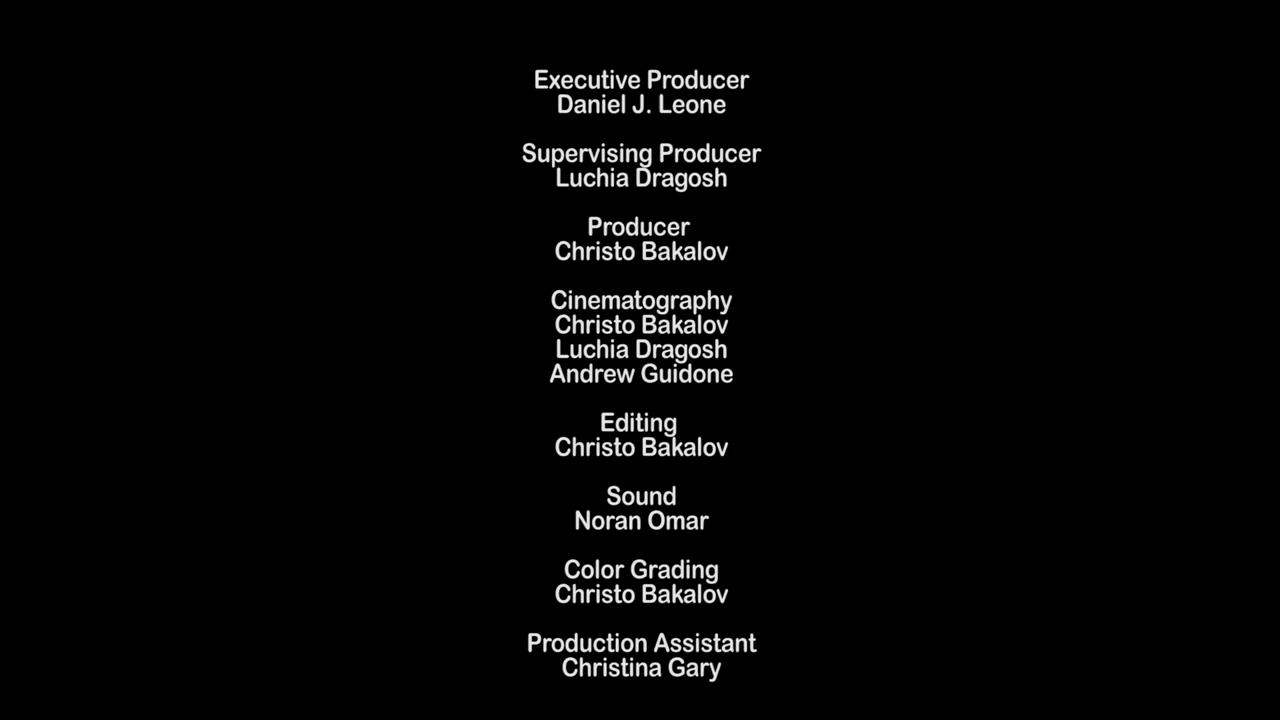 Executive Producer
Daniel J. Leone
Supervising Producer
Luchia Dragosh
Producer
Christo Bakalov
Cinematography
Christo Bakalov
Luchia Dragosh
Andrew Guidone
Editing
Christo Bakalov
Sound
Noran Omar
Color Grading
Christo Bakalov
Production Assistant
Christina Gary